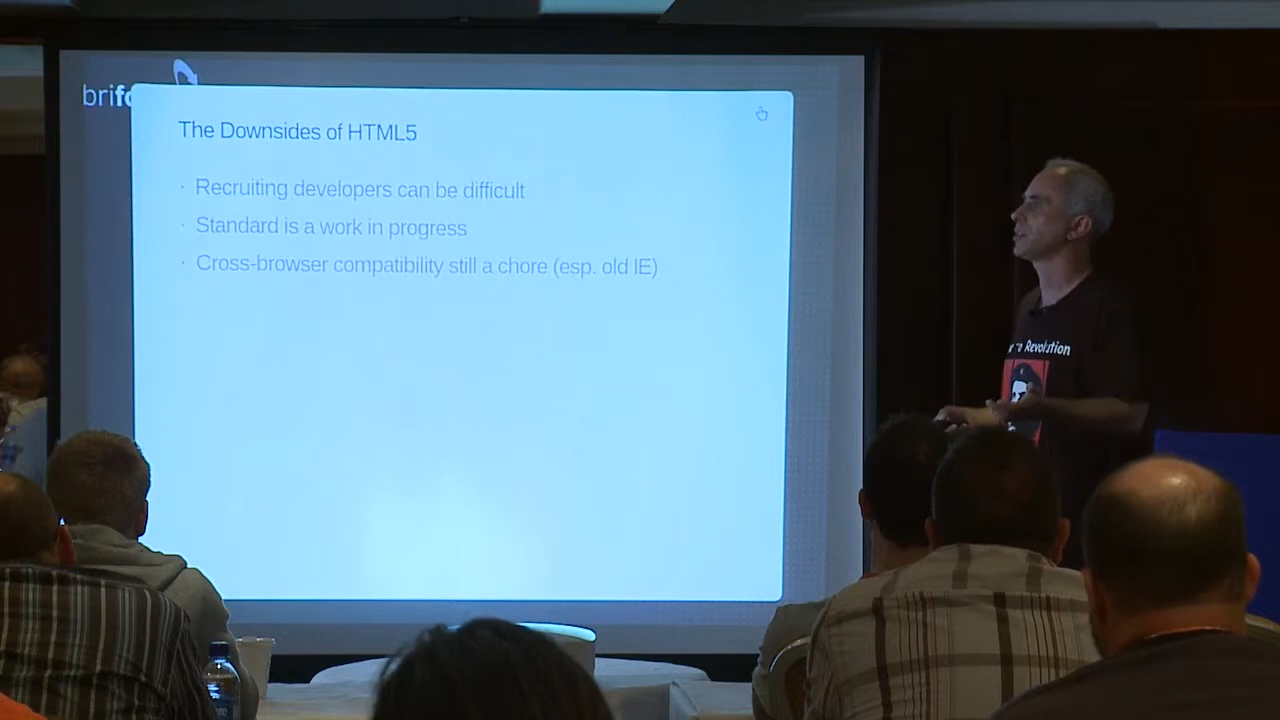 The Downsides of HTML5
· Recruiting developers can be difficult
· Standard is a work in progress
· Cross-browser compatibility still a chore (esp. old IE)
Revolution